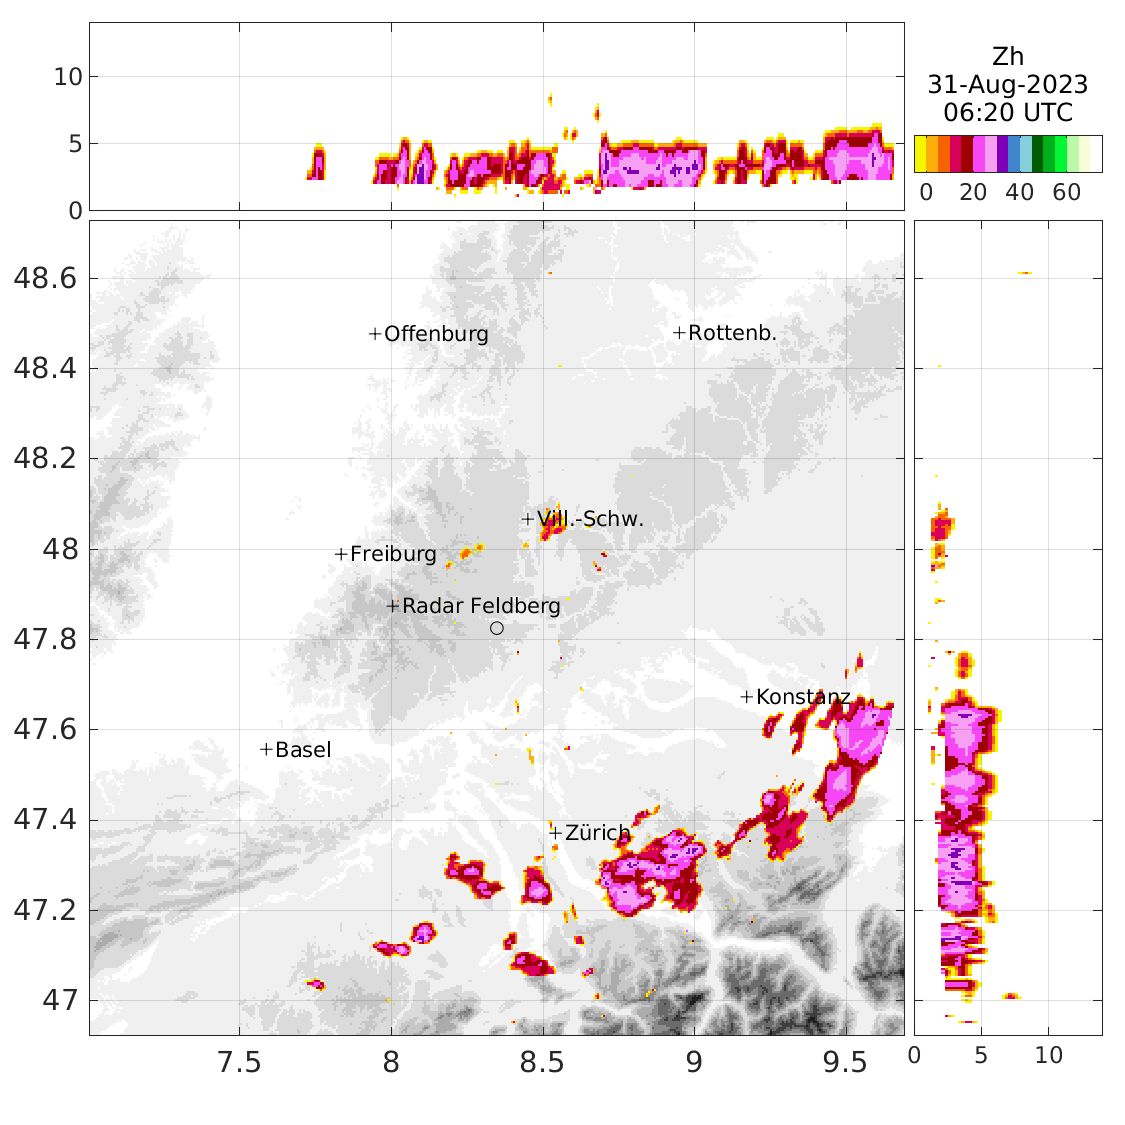 Zh
31-Aug-2023
06:20 UTC
10
5
0
0 20 40 60
48.6
+Offenburg
+Rottenb.
48.4
48.2
+Vill.-Schw.
48
+Freiburg
+Radar Feldberg
47.8
+Konstanz
47.6
+Basel
47.4
+Zürich
47.2
47
7.5 8 8.5 9 9.5
0 5 10